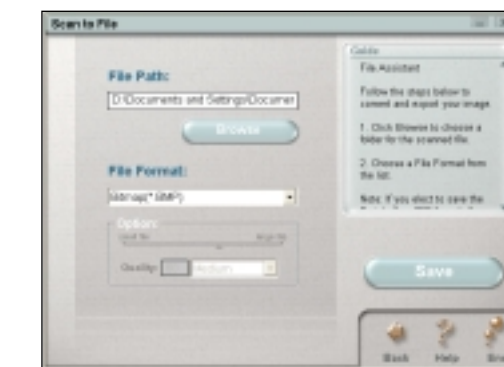 Scan to File
File Path:
D:\Documents and Settings\Documer
Browse
File Format:
Bitmap(*.BMP)
Option:
Quality:
Medium
Guide
File Assistant
Follow the steps below to
convert and export your image.
1. Click Browse to choose a
folder for the scanned file.
2. Choose a File Format from
the list.
Note: If you elect to save the
Save
Back
Help